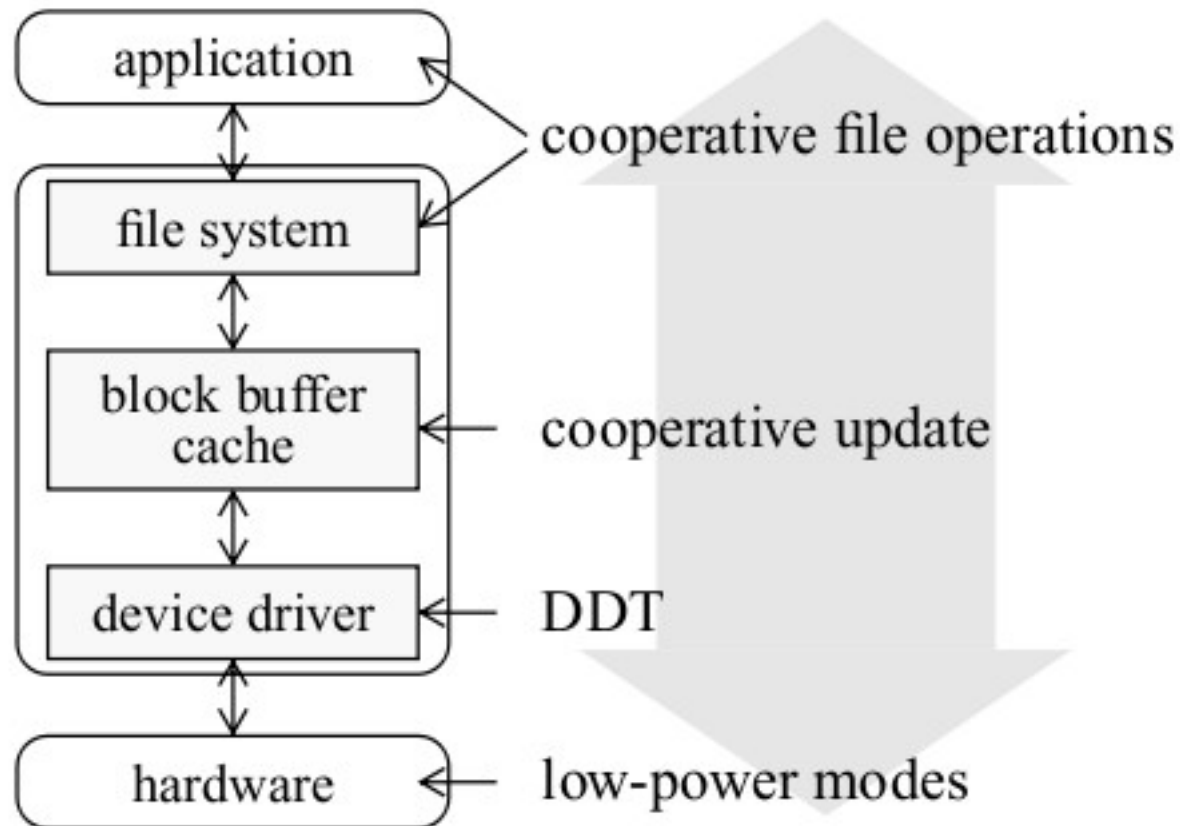 application
cooperative file operations
file system
block buffer
cache
cooperative update
device driver
DDT
hardware
low-power modes